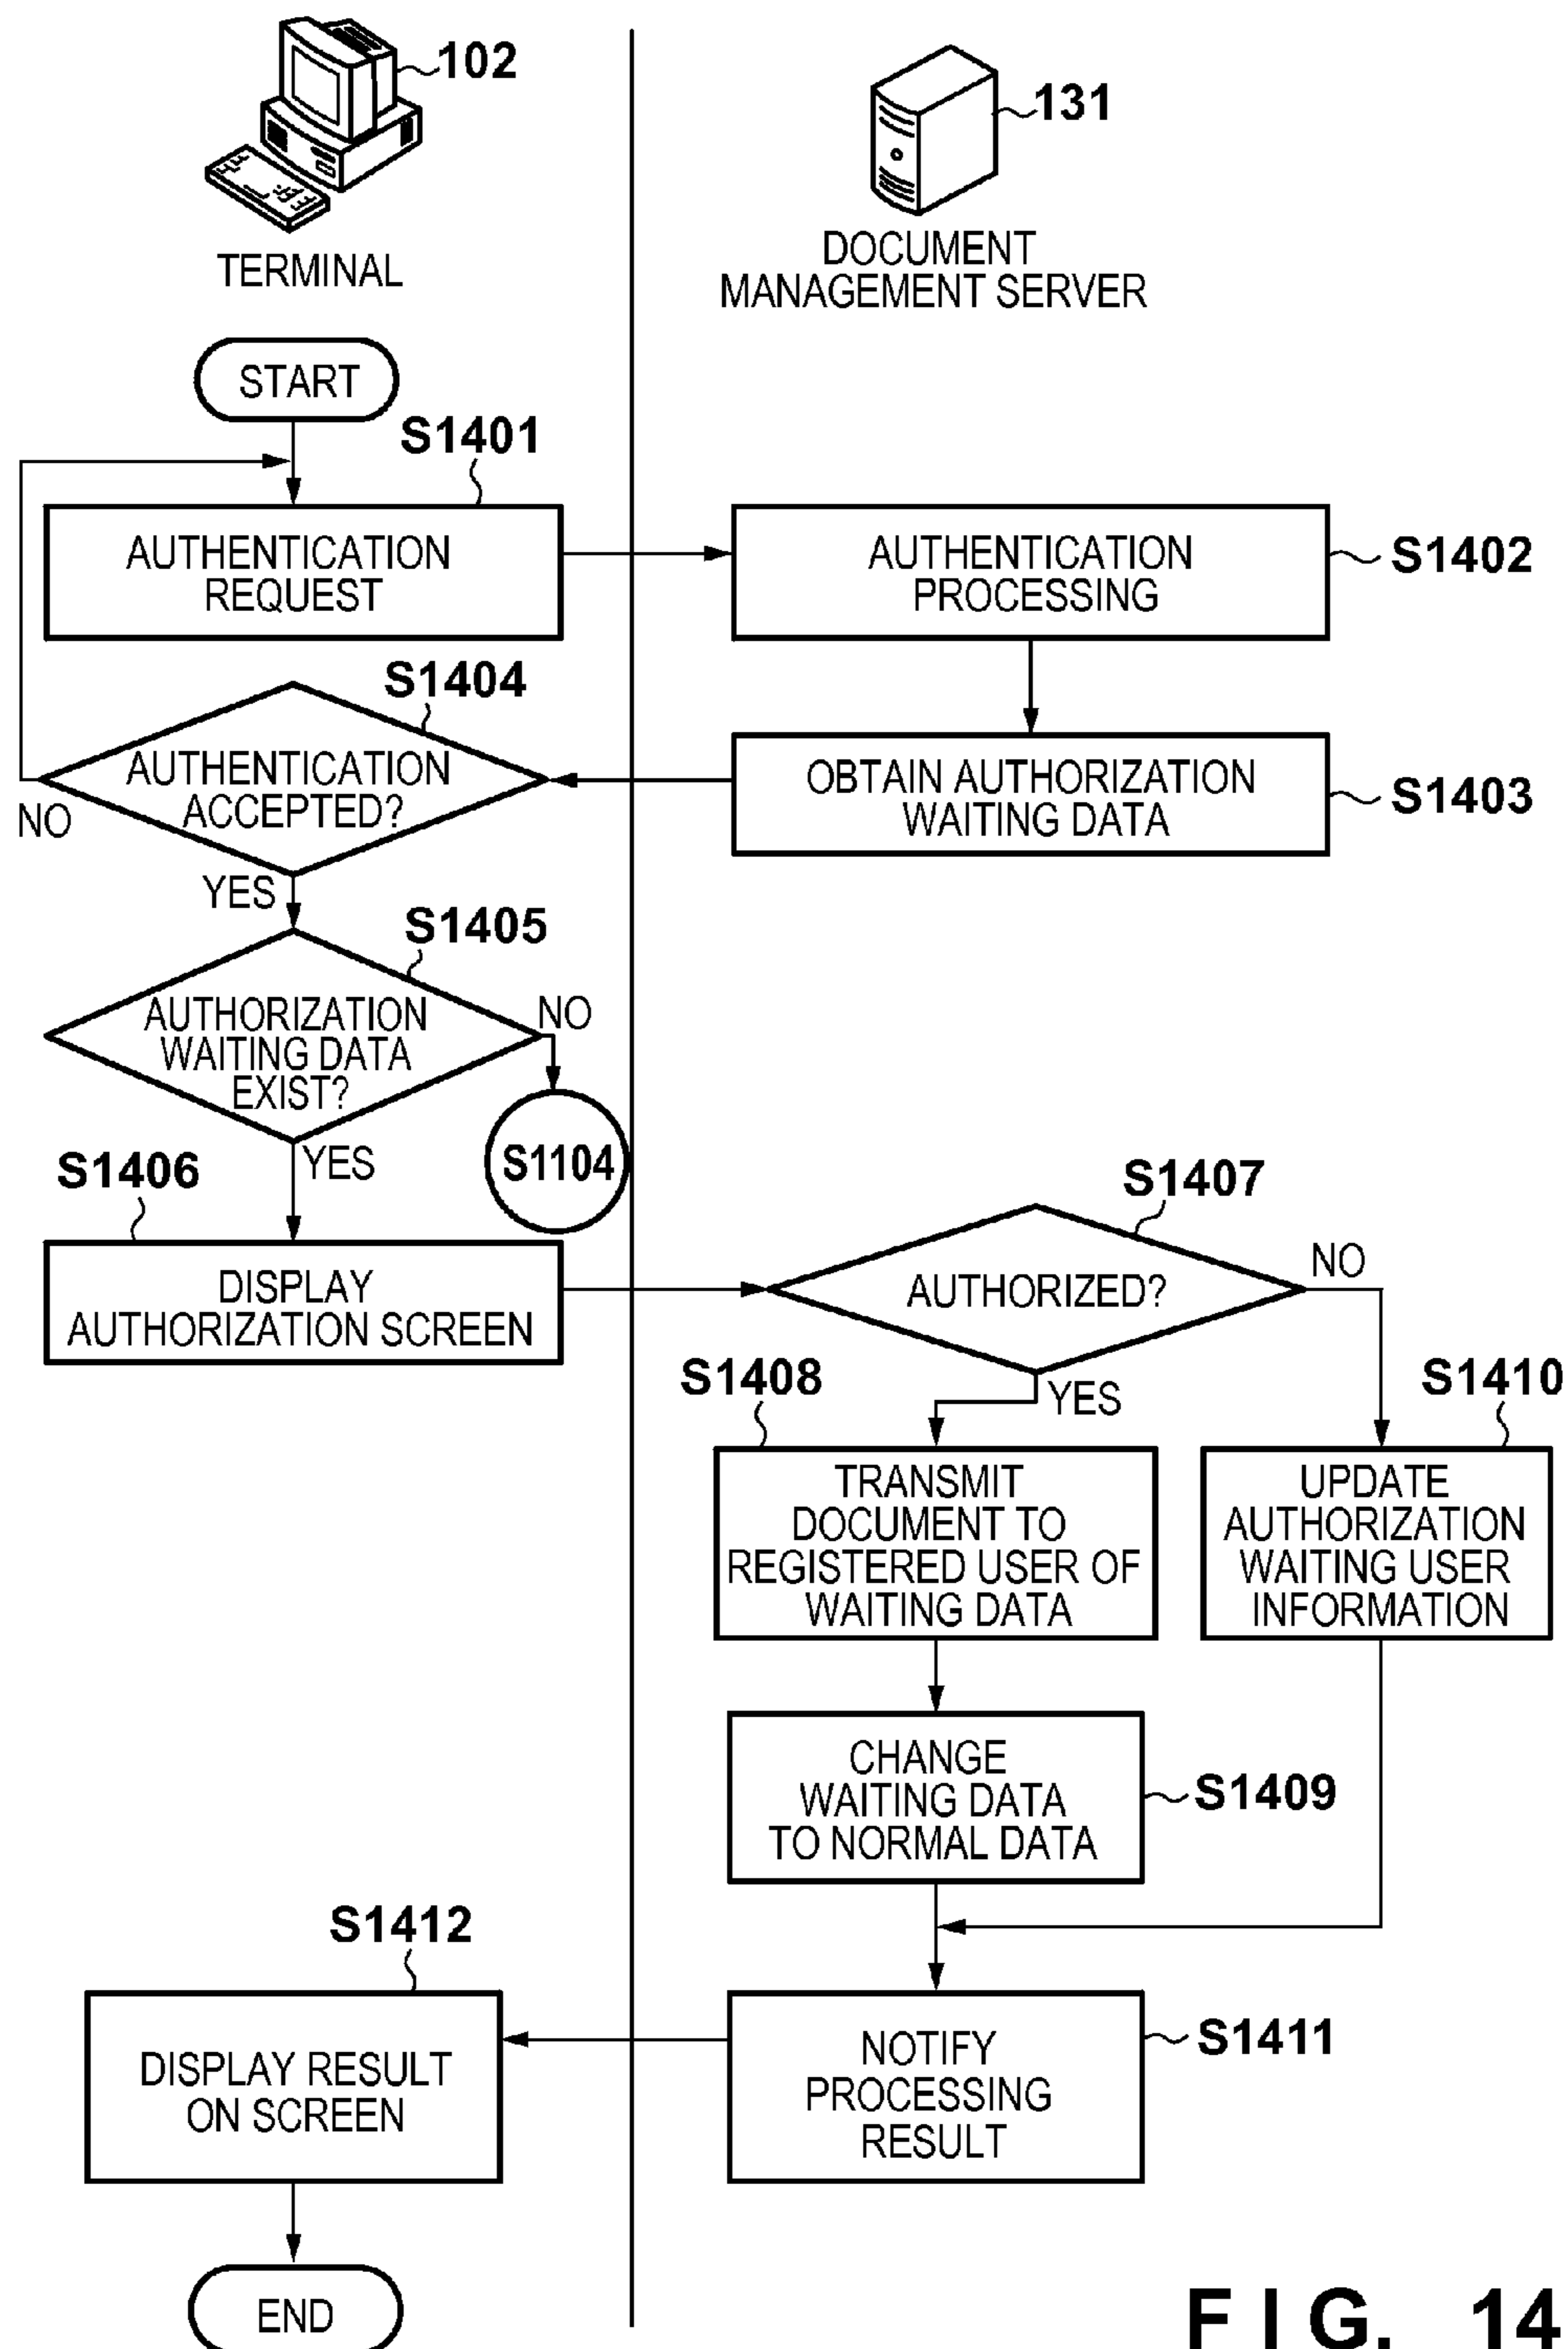 102
131
TERMINAL
DOCUMENT
MANAGEMENT SERVER
START
S1401
AUTHENTICATION
REQUEST
AUTHENTICATION
PROCESSING
S1402
S1404
AUTHENTICATION
ACCEPTED?
NO
YES
OBTAIN AUTHORIZATION
WAITING DATA
S1403
S1405
AUTHORIZATION
WAITING DATA
EXIST?
NO
YES
S1104
S1406
DISPLAY
AUTHORIZATION SCREEN
S1407
AUTHORIZED?
NO
YES
S1408
TRANSMIT
DOCUMENT TO
REGISTERED USER OF
WAITING DATA
S1410
UPDATE
AUTHORIZATION
WAITING USER
INFORMATION
CHANGE
WAITING DATA
TO NORMAL DATA
S1409
S1412
DISPLAY RESULT
ON SCREEN
NOTIFY
PROCESSING
RESULT
S1411
END
FIG. 14